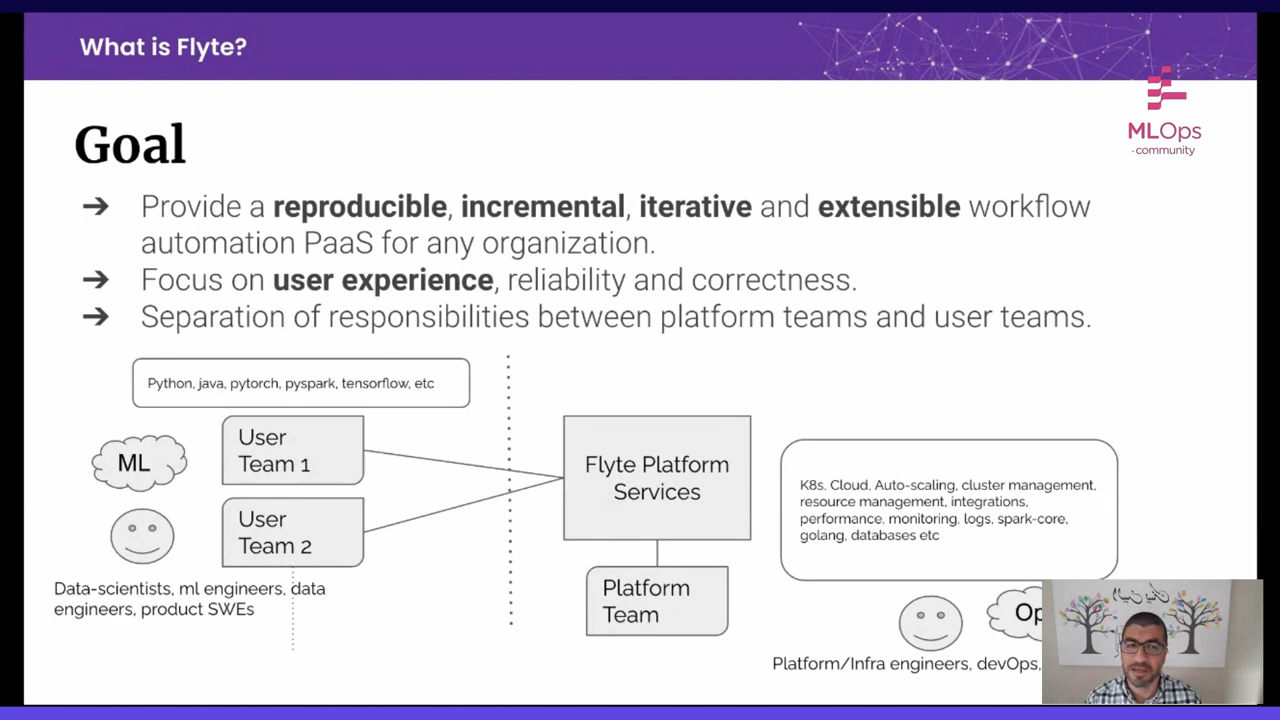 What is Flyte?
MLOps
community
Goal
➔ Provide a reproducible, incremental, iterative and extensible workflow
automation PaaS for any organization.
➔ Focus on user experience, reliability and correctness.
➔ Separation of responsibilities between platform teams and user teams.
Python, java, pytorch, pyspark, tensorflow, etc
ML
User
Team 1
User
Team 2
Data-scientists, ml engineers, data
engineers, product SWEs
Flyte Platform
Services
Platform
Team
K8s, Cloud, Auto-scaling, cluster management,
resource management, integrations,
performance, monitoring, logs, spark-core,
golang, databases etc
Op
Platform/Infra engineers, devOps,